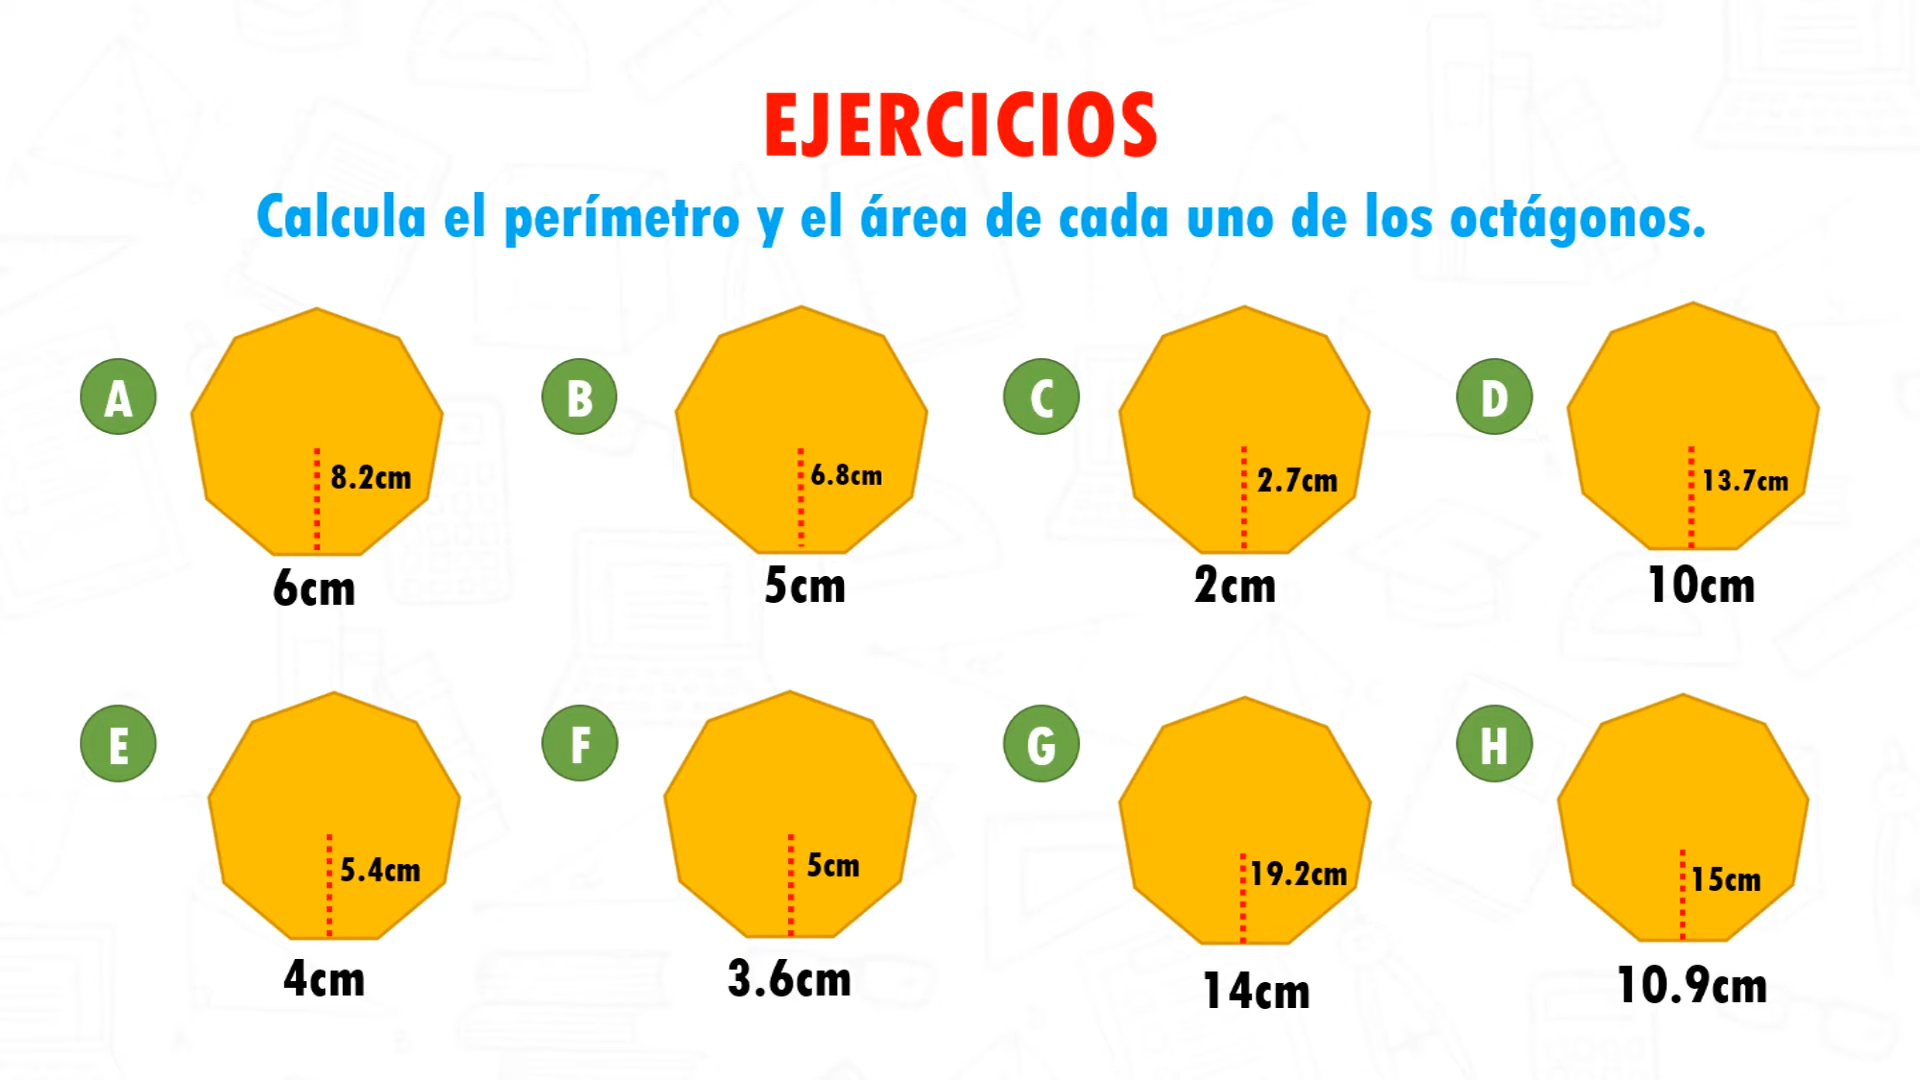 EJERCICIOS
Calcula el perímetro y el área de cada uno de los octágonos.
A
8.2cm
6cm
B
6.8cm
5cm
C
2.7cm
2cm
D
13.7cm
10cm
E
5.4cm
4cm
F
5cm
3.6cm
G
19.2cm
14cm
H
15cm
10.9cm